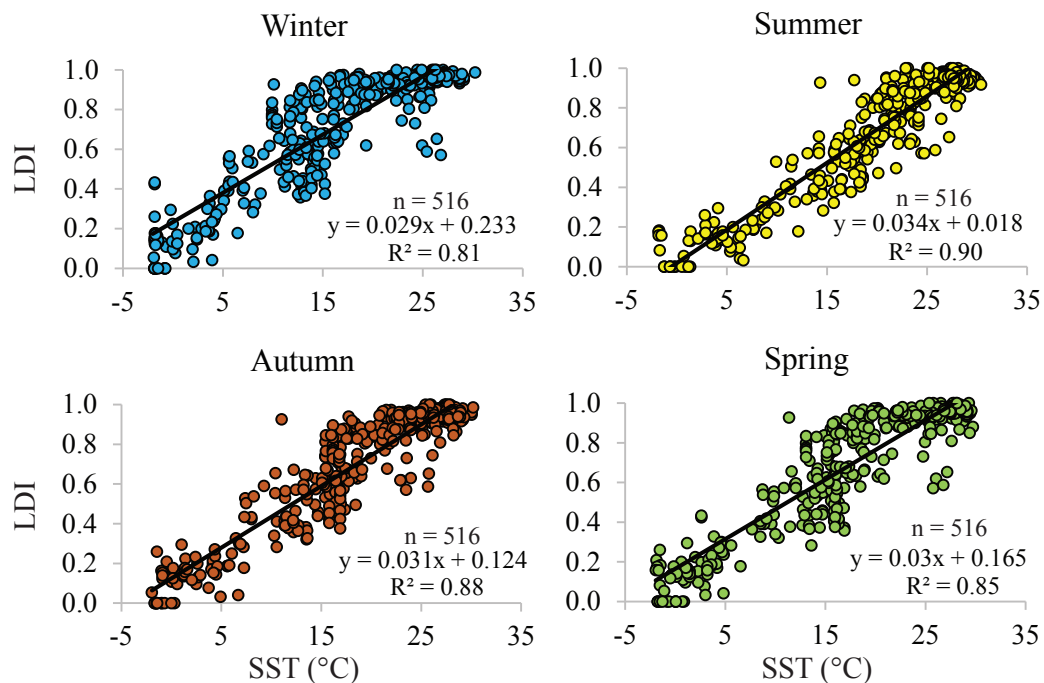 Winter
LDI
1.0
0.8
0.6
0.4
0.2
0.0
-5
5
15
25
35
n = 516
y = 0.029x + 0.233
R² = 0.81
Summer
1.0
0.8
0.6
0.4
0.2
0.0
-5
5
15
25
35
n = 516
y = 0.034x + 0.018
R² = 0.90
Autumn
LDI
1.0
0.8
0.6
0.4
0.2
0.0
-5
5
15
25
35
SST (°C)
n = 516
y = 0.031x + 0.124
R² = 0.88
Spring
1.0
0.8
0.6
0.4
0.2
0.0
-5
5
15
25
35
SST (°C)
n = 516
y = 0.03x + 0.165
R² = 0.85